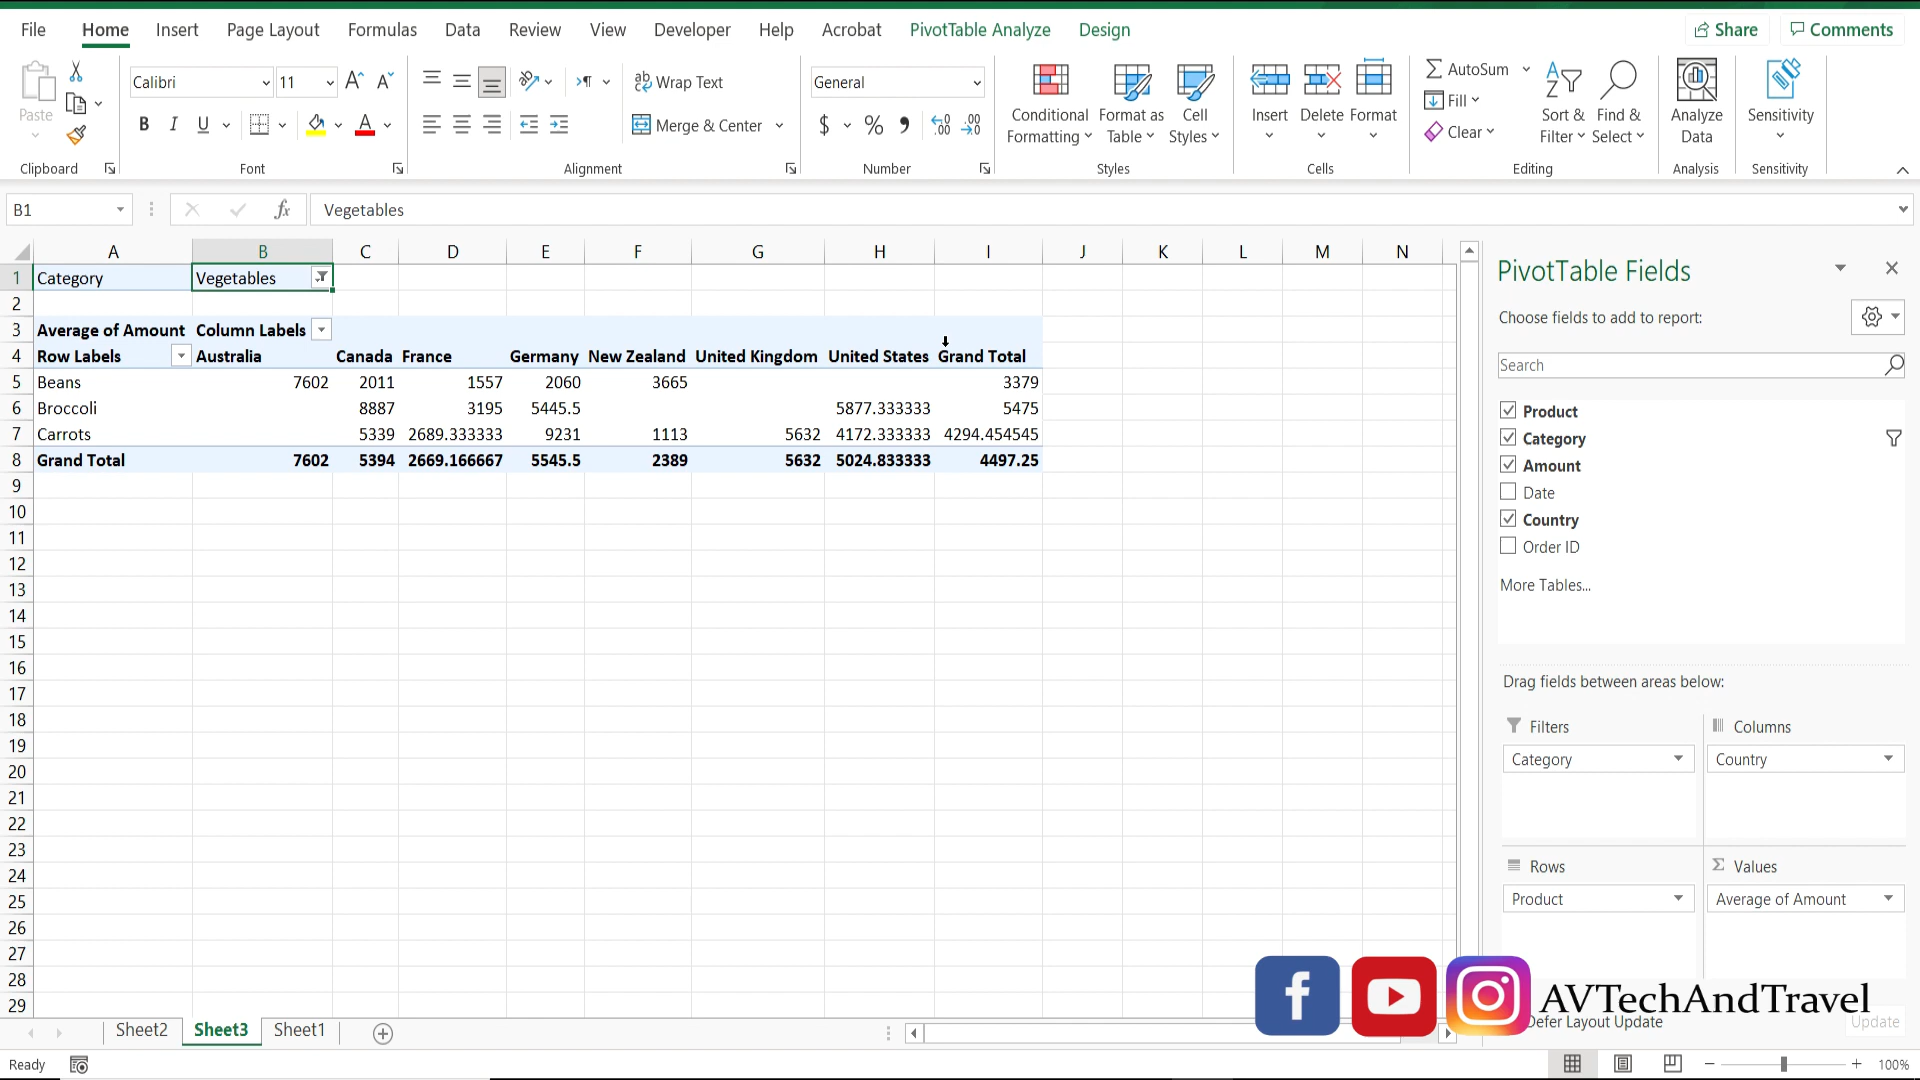 File Home Insert Page Layout Formulas Data Review View Developer Help Acrobat PivotTable Analyze Design Share Comments
Paste
Calibri 11
B I U
Wrap Text
Merge & Center
General
$ %
Conditional Formatting
Format as Table
Cell Styles
Insert Delete Format
AutoSum
Fill
Clear
Sort & Filter
Find & Select
Analyze Data
Sensitivity
Clipboard Font Alignment Number Styles Cells Editing Analysis Sensitivity
B1 fx Vegetables
A B C D E F G H I J K L M N
1 Category Vegetables
2
3 Average of Amount Column Labels
4 Row Labels Australia Canada France Germany New Zealand United Kingdom United States Grand Total
5 Beans 7602 2011 1557 2060 3665 3379
6 Broccoli 8887 3195 5445.5 5877.333333 5475
7 Carrots 5339 2689.333333 9231 1113 5632 4172.333333 4294.454545
8 Grand Total 7602 5394 2669.166667 5545.5 2389 5632 5024.833333 4497.25
9
10
11
12
13
14
15
16
17
18
19
20
21
22
23
24
25
26
27
28
29
PivotTable Fields
Choose fields to add to report:
Search
Product
Category
Amount
Date
Country
Order ID
More Tables...
Drag fields between areas below:
Filters
Category
Columns
Country
Rows
Product
Values
Average of Amount
AVTechAndTravel
Defer Layout Update Update
Sheet2 Sheet3 Sheet1
Ready 100%